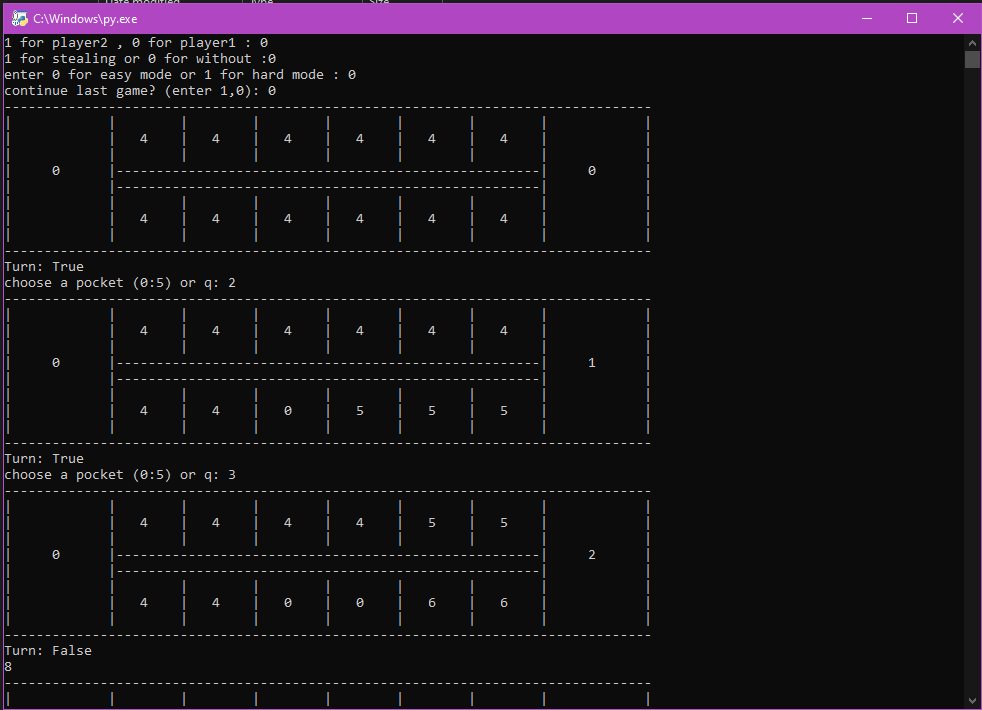 C:\Windows\py.exe
1 for player2 , 0 for player1 : 0
1 for stealing or 0 for without :0
enter 0 for easy mode or 1 for hard mode : 0
continue last game? (enter 1,0): 0
4 4 4 4 4 4
0 0
4 4 4 4 4 4
Turn: True
choose a pocket (0:5) or q: 2
4 4 4 4 4 4
0 1
4 4 0 5 5 5
Turn: True
choose a pocket (0:5) or q: 3
4 4 4 4 5 5
0 2
4 4 0 0 6 6
Turn: False
8